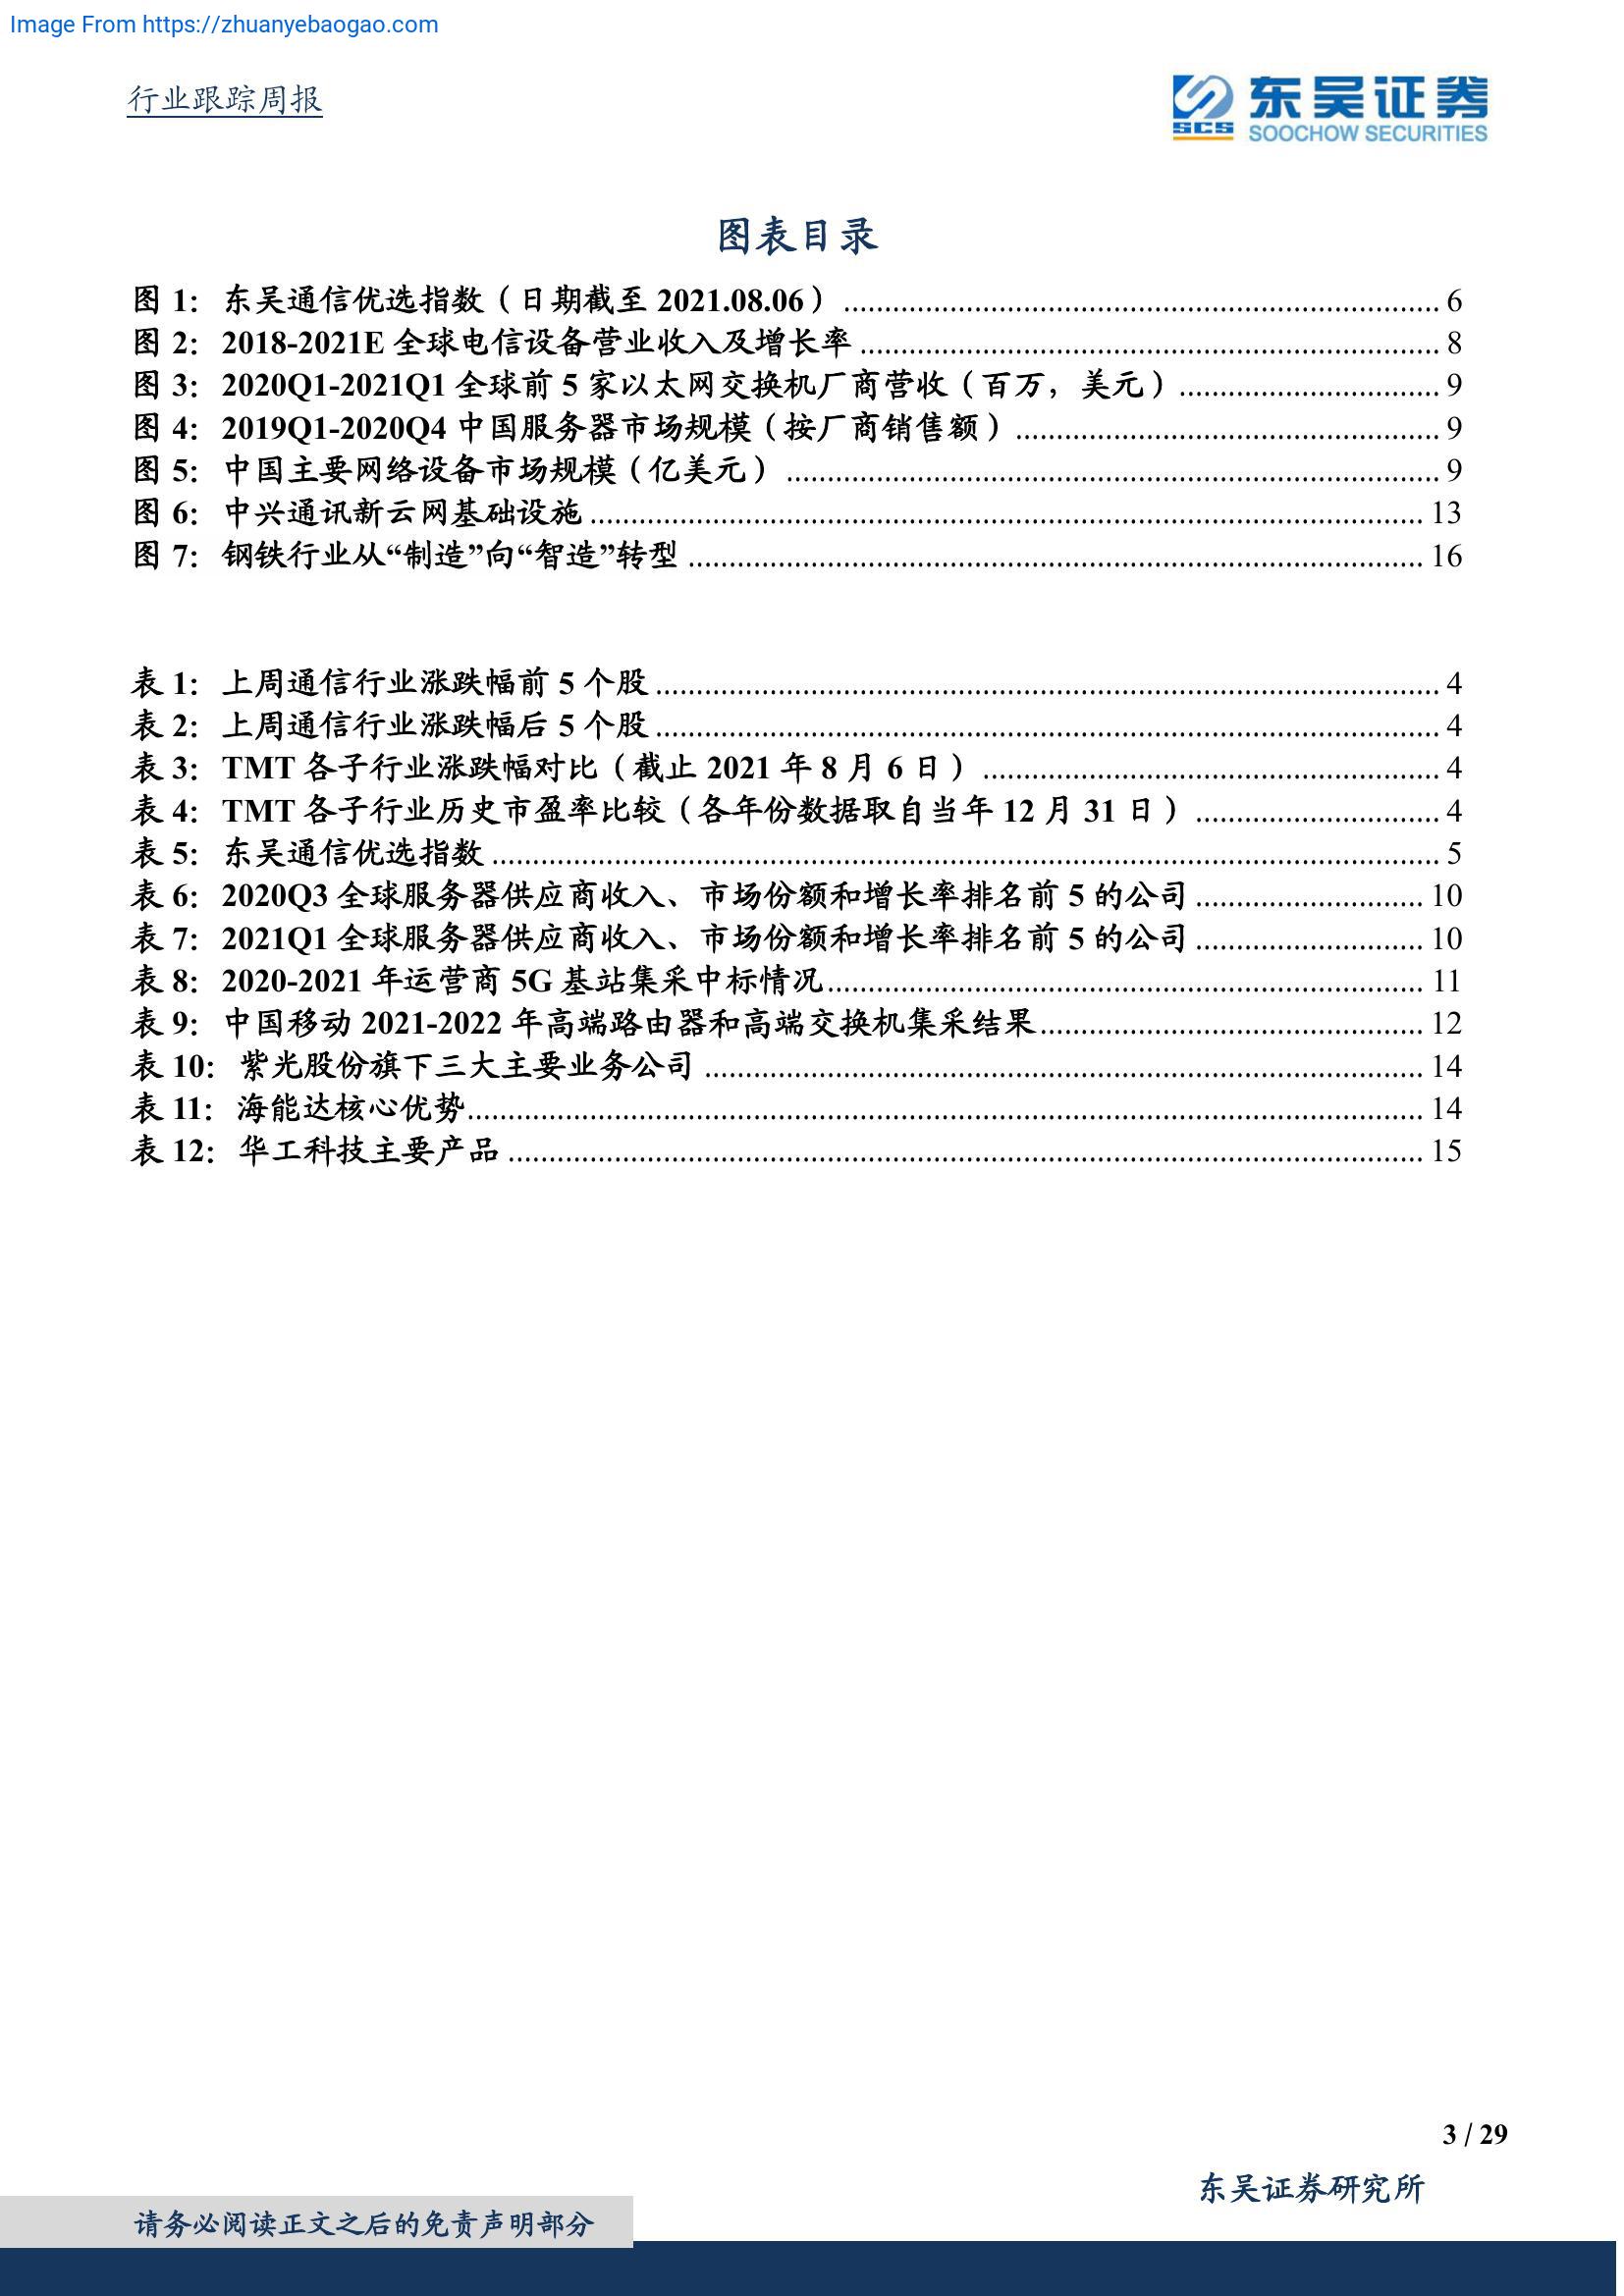 Image From https://zhuanyebaogao.com
行业跟踪周报
东吴证券
SCS
SOOCHOW SECURITIES
图表目录
图 1： 东吴通信优选指数（日期截至 2021.08.06） 6
图 2： 2018-2021E 全球电信设备营业收入及增长率 8
图 3： 2020Q1-2021Q1 全球前 5 家以太网交换机厂商营收（百万，美元） 9
图 4： 2019Q1-2020Q4 中国服务器市场规模（按厂商销售额） 9
图 5： 中国主要网络设备市场规模（亿美元） 9
图 6： 中兴通讯新云网基础设施 13
图 7： 钢铁行业从“制造”向“智造”转型 16
表 1： 上周通信行业涨跌幅前 5 个股 4
表 2： 上周通信行业涨跌幅后 5 个股 4
表 3： TMT 各子行业涨跌幅对比（截止 2021 年 8 月 6 日） 4
表 4： TMT 各子行业历史市盈率比较（各年份数据取自当年 12 月 31 日） 4
表 5： 东吴通信优选指数 5
表 6： 2020Q3 全球服务器供应商收入、市场份额和增长率排名前 5 的公司 10
表 7： 2021Q1 全球服务器供应商收入、市场份额和增长率排名前 5 的公司 10
表 8： 2020-2021 年运营商 5G 基站集采中标情况 11
表 9： 中国移动 2021-2022 年高端路由器和高端交换机集采结果 12
表 10： 紫光股份旗下三大主要业务公司 14
表 11： 海能达核心优势 14
表 12： 华工科技主要产品 15
3 / 29
东吴证券研究所
请务必阅读正文之后的免责声明部分